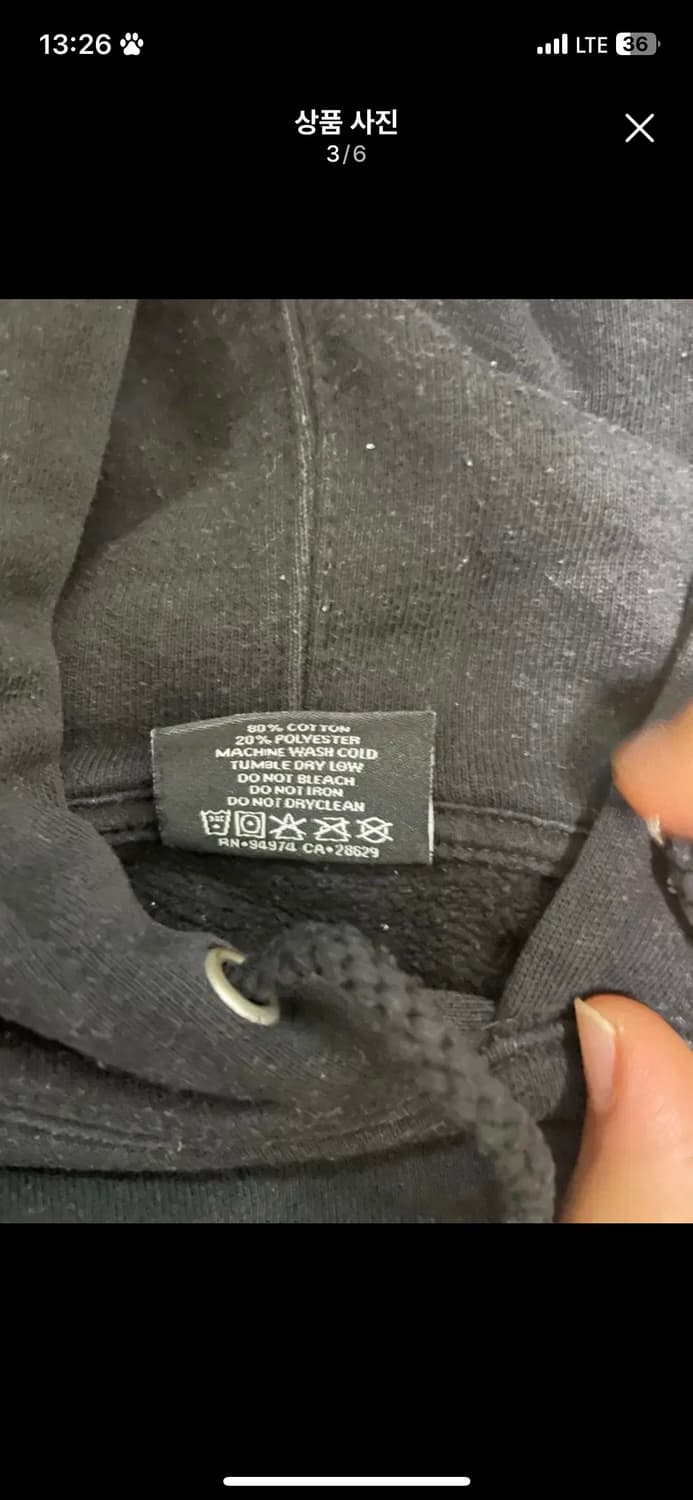 13:26
LTE 36
상품 사진
3/6
80% COTTON
20% POLYESTER
MACHINE WASH COLD
TUMBLE DRY LOW
DO NOT BLEACH
DO NOT IRON
DO NOT DRYCLEAN
RN•94974 CA•28629